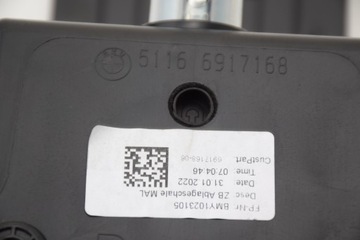 5116 6917168
FP-Nr BMY1023105
Desc ZB Ablageschale MAL
Date 31.01.2022
Time 07:04:46
CustPart. 6917168-06